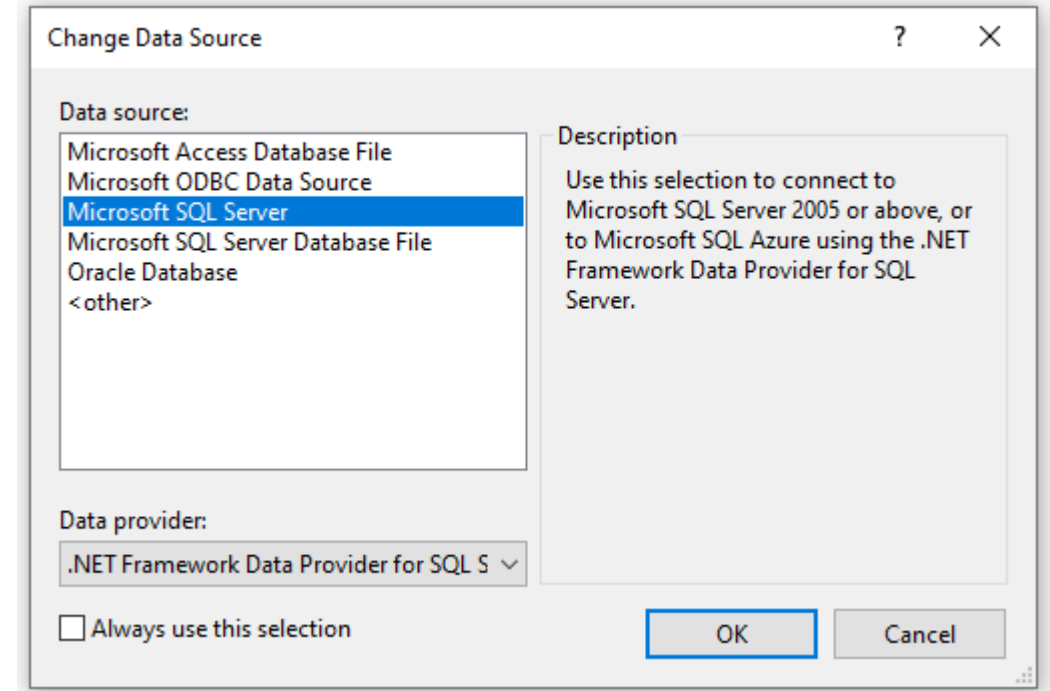 Change Data Source
?
Data source:
Microsoft Access Database File
Microsoft ODBC Data Source
Microsoft SQL Server
Microsoft SQL Server Database File
Oracle Database
<other>
Description
Use this selection to connect to
Microsoft SQL Server 2005 or above, or
to Microsoft SQL Azure using the .NET
Framework Data Provider for SQL
Server.
Data provider:
.NET Framework Data Provider for SQL S
Always use this selection
OK
Cancel